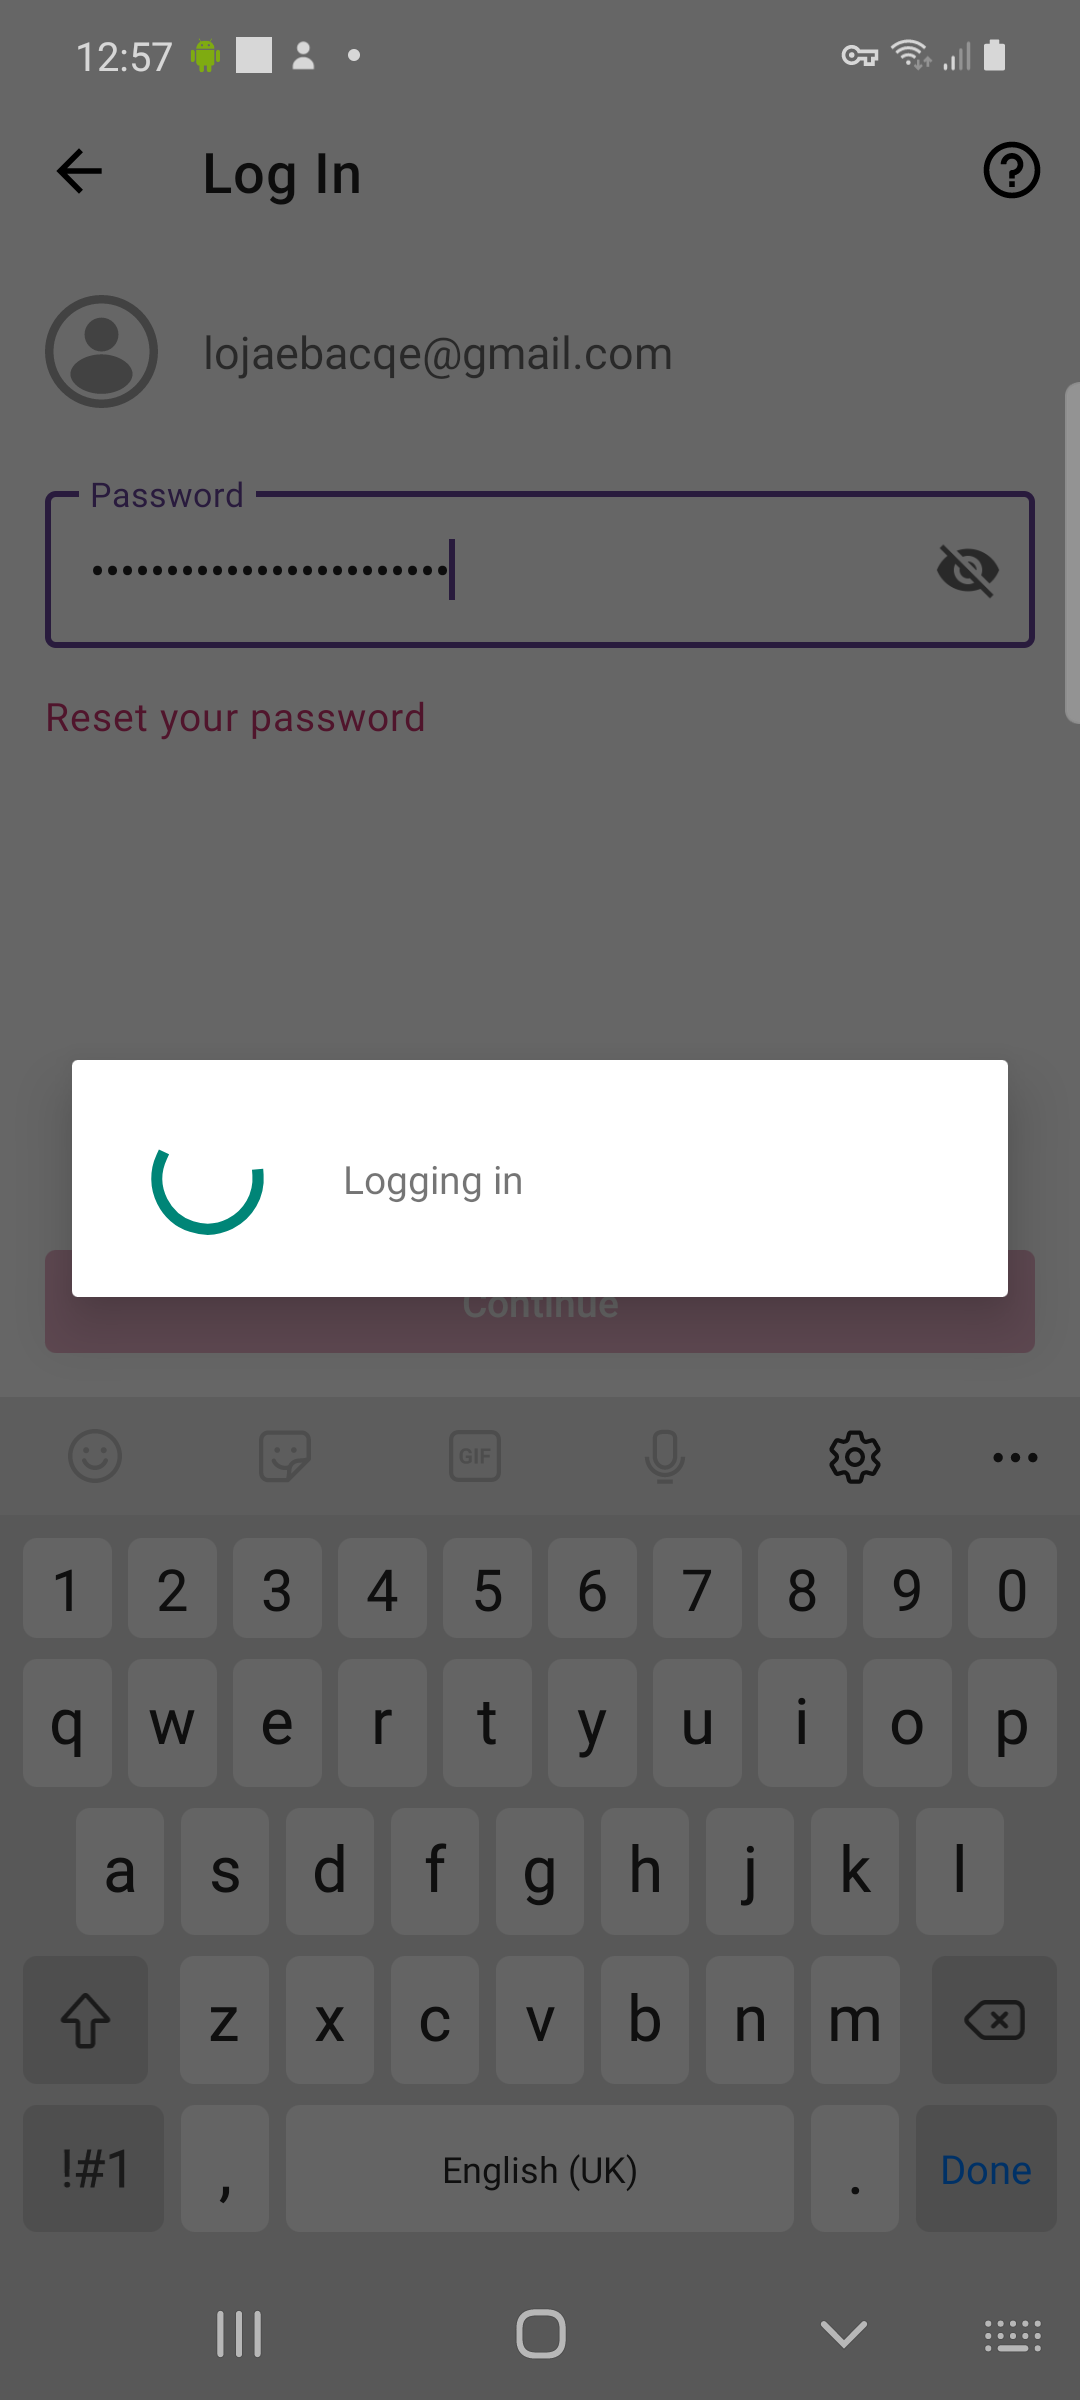 12:57
Log In
lojaebacqe@gmail.com
Password
••••••••••••••••••••••••
Reset your password
Logging in
Continue
GIF
1 2 3 4 5 6 7 8 9 0
q w e r t y u i o p
a s d f g h j k l
z x c v b n m
!#1 , English (UK) . Done